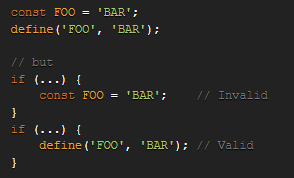 const FOO = 'BAR';
define('FOO', 'BAR');
// but
if (...) {
    const FOO = 'BAR';    // Invalid
}
if (...) {
    define('FOO', 'BAR'); // Valid
}